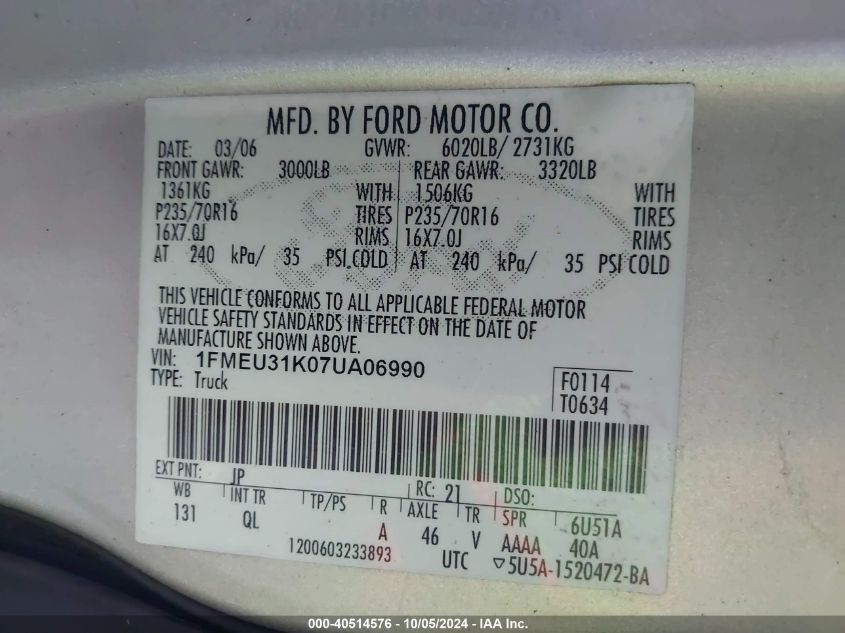 MFD. BY FORD MOTOR CO.
DATE: 03/06 GVWR: 6020LB/ 2731KG
FRONT GAWR: 3000LB REAR GAWR: 3320LB
1361KG WITH 1506KG WITH
P235/70R16 TIRES P235/70R16 TIRES
16X7.0J RIMS 16X7.0J RIMS
AT 240 kPa/ 35 PSI COLD AT 240 kPa/ 35 PSI COLD
THIS VEHICLE CONFORMS TO ALL APPLICABLE FEDERAL MOTOR
VEHICLE SAFETY STANDARDS IN EFFECT ON THE DATE OF
MANUFACTURE SHOWN ABOVE.
VIN: 1FMEU31K07UA06990
TYPE: Truck
F0114
T0634
EXT PNT: JP RC: 21 DSO:
WB INT TR TP/PS R AXLE TR SPR 6U51A
131 QL A 46 V AAAA 40A
1200603233893 UTC ▽5U5A-1520472-BA
000-40514576 - 10/05/2024 - IAA Inc.